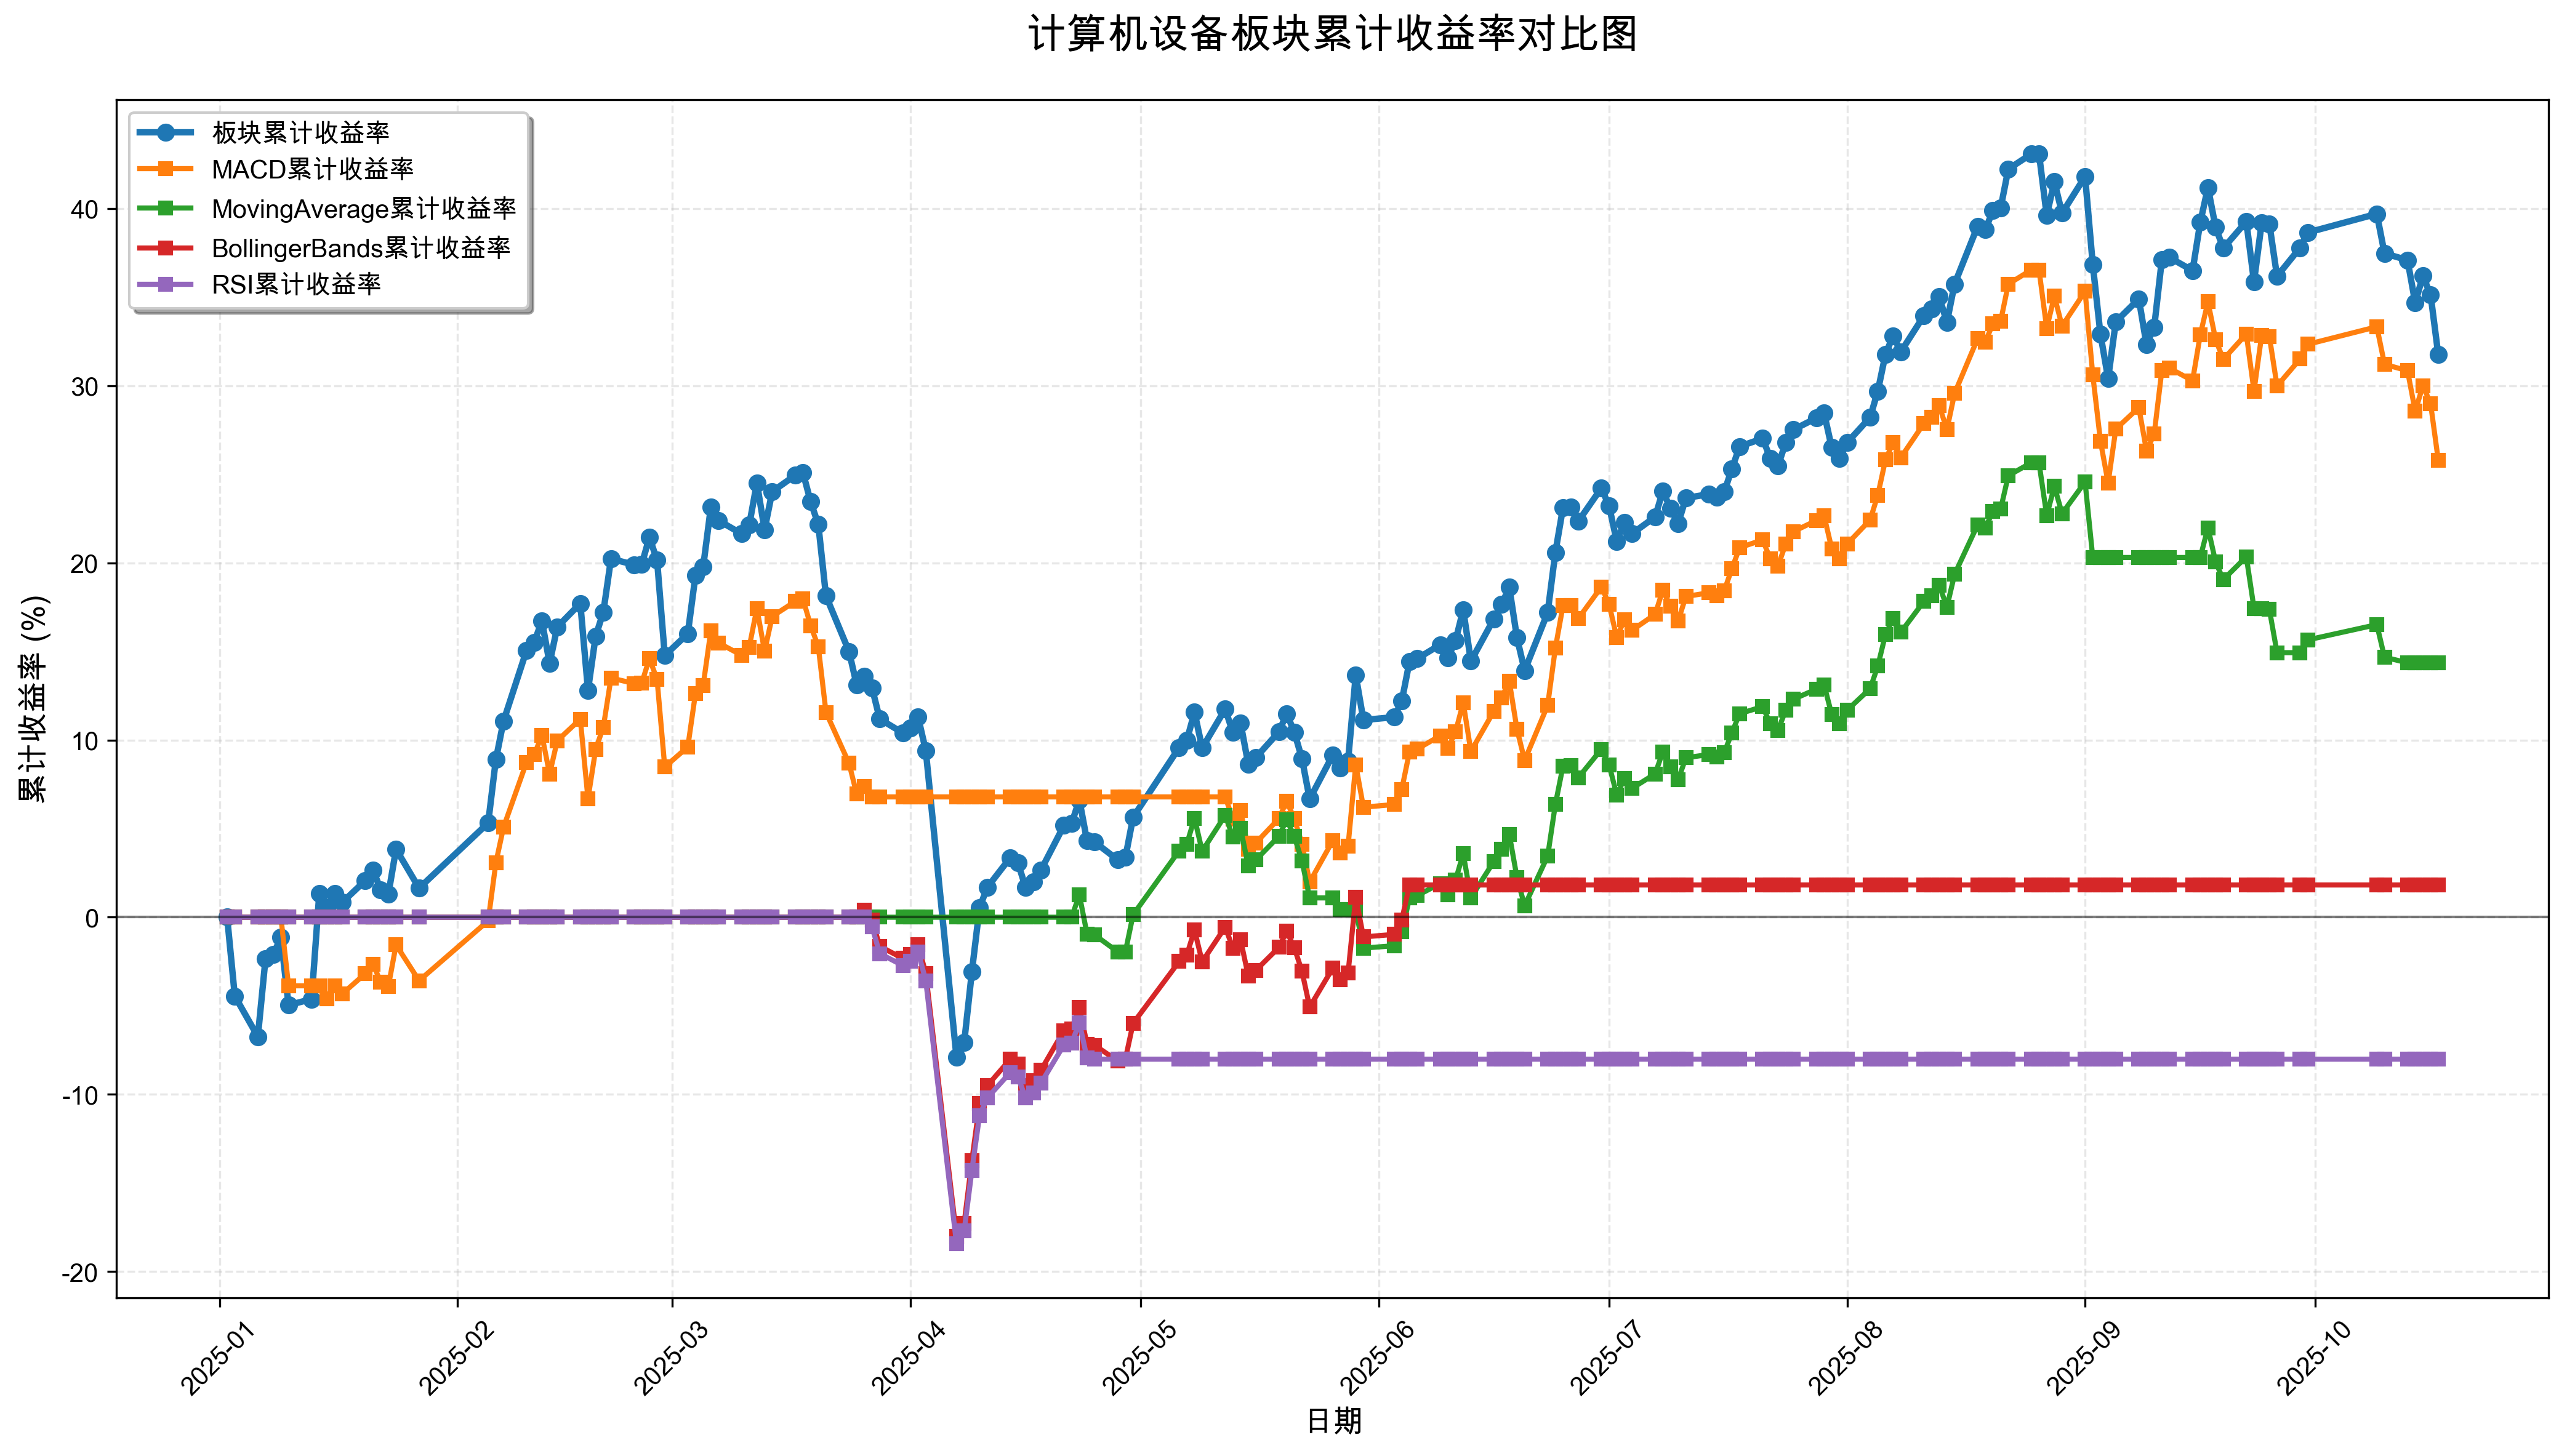 计算机设备板块累计收益率对比图
板块累计收益率
MACD累计收益率
MovingAverage累计收益率
BollingerBands累计收益率
RSI累计收益率
累计收益率 (%)
40
30
20
10
0
-10
-20
2025-01
2025-02
2025-03
2025-04
2025-05
2025-06
2025-07
2025-08
2025-09
2025-10
日期